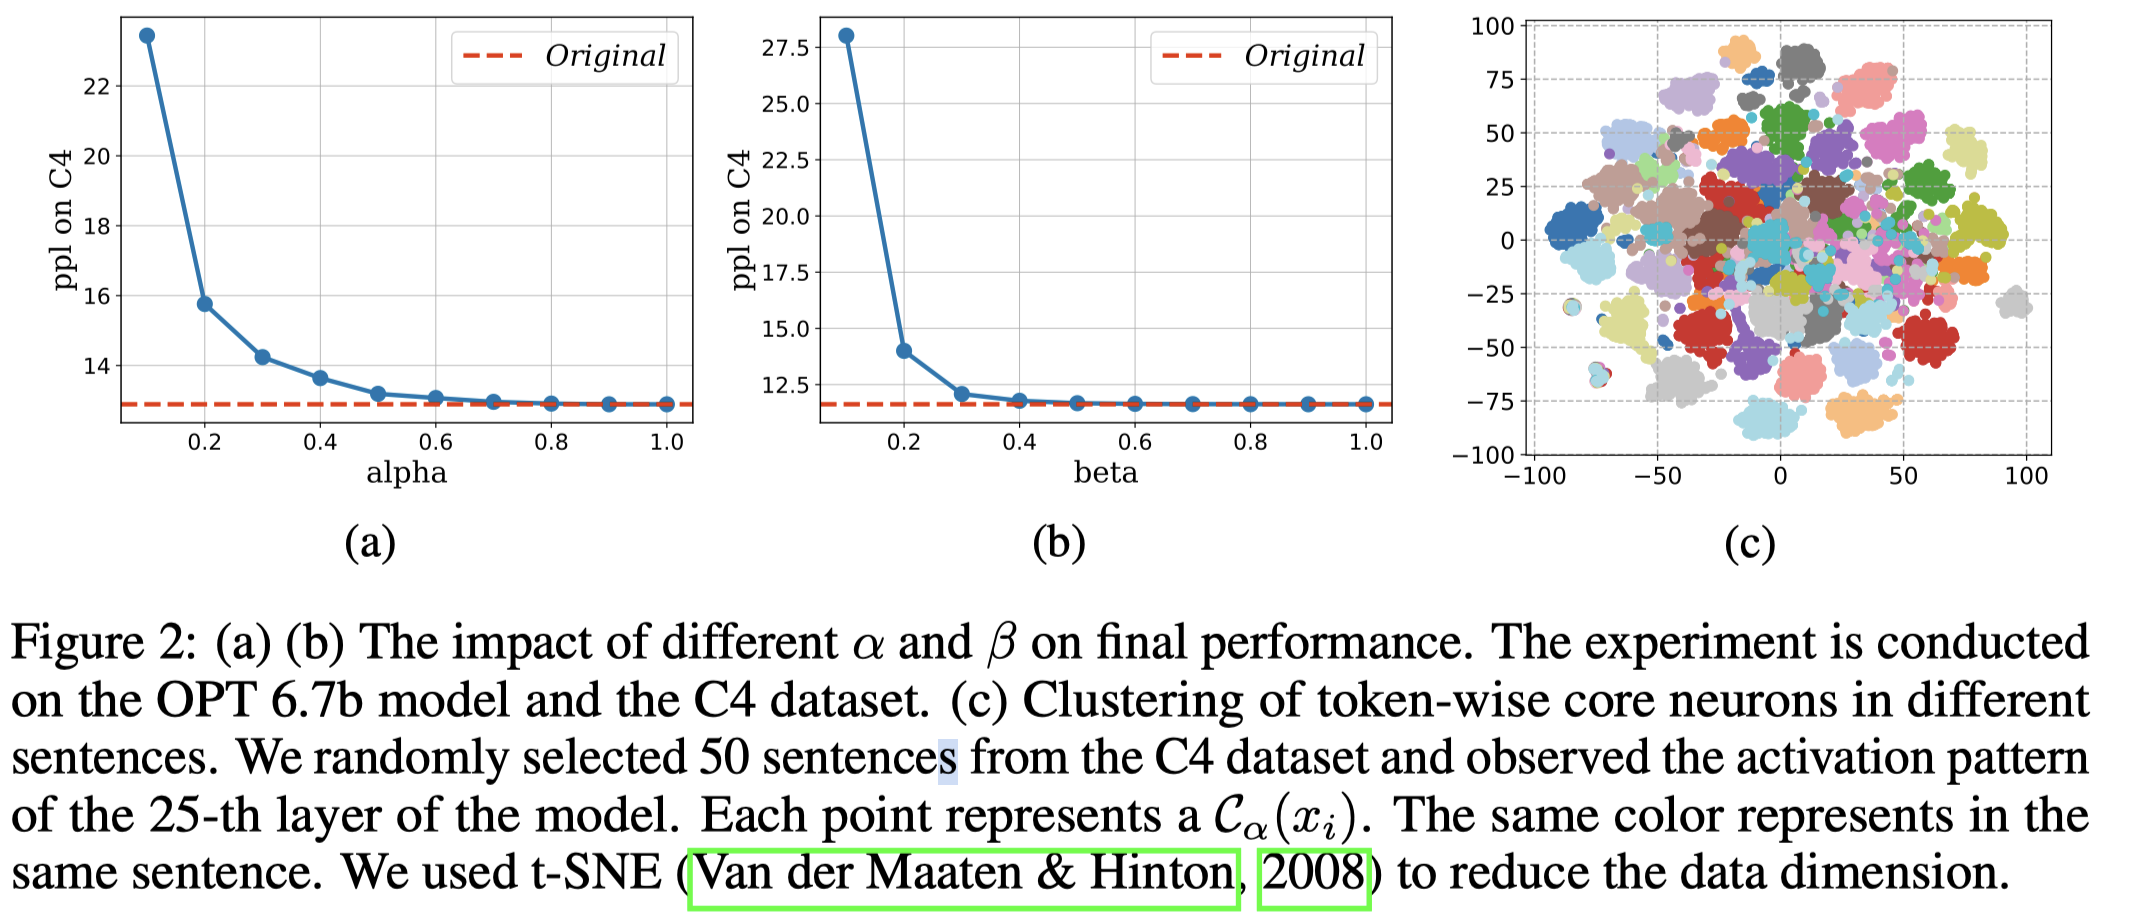 Original
ppl on C4
22
20
18
16
14
0.2 0.4 0.6 0.8 1.0
alpha
(a)
Original
ppl on C4
27.5
25.0
22.5
20.0
17.5
15.0
12.5
0.2 0.4 0.6 0.8 1.0
beta
(b)
100
75
50
25
0
−25
−50
−75
−100
−100 −50 0 50 100
(c)
Figure 2: (a) (b) The impact of different α and β on final performance. The experiment is conducted
on the OPT 6.7b model and the C4 dataset. (c) Clustering of token-wise core neurons in different
sentences. We randomly selected 50 sentences from the C4 dataset and observed the activation pattern
of the 25-th layer of the model. Each point represents a 𝒞α(xi). The same color represents in the
same sentence. We used t-SNE (Van der Maaten & Hinton, 2008) to reduce the data dimension.